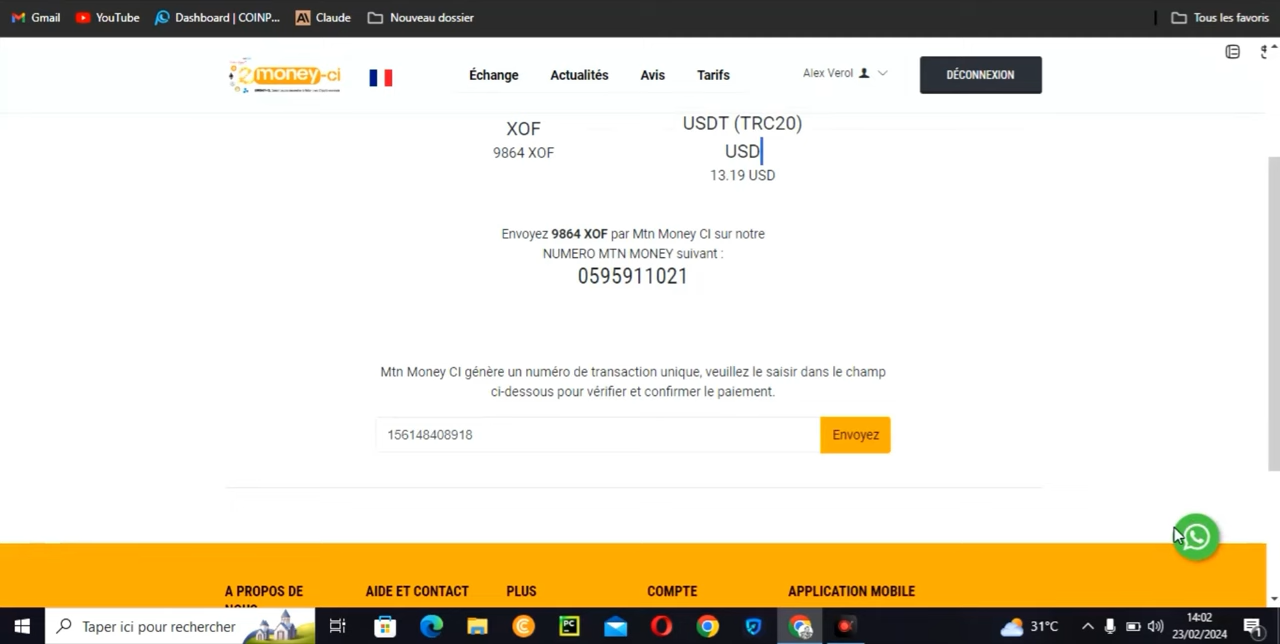 Gmail YouTube Dashboard | COINP... Claude Nouveau dossier Tous les favoris
2money-ci Échange Actualités Avis Tarifs Alex Verol DÉCONNEXION
XOF
9864 XOF
USDT (TRC20)
USD
13.19 USD
Envoyez 9864 XOF par Mtn Money CI sur notre
NUMERO MTN MONEY suivant :
0595911021
Mtn Money CI génère un numéro de transaction unique, veuillez le saisir dans le champ
ci-dessous pour vérifier et confirmer le paiement.
156148408918 Envoyez
A PROPOS DE
NOUS
AIDE ET CONTACT
PLUS
COMPTE
APPLICATION MOBILE
Taper ici pour rechercher
PC
31°C
14:02
23/02/2024
1